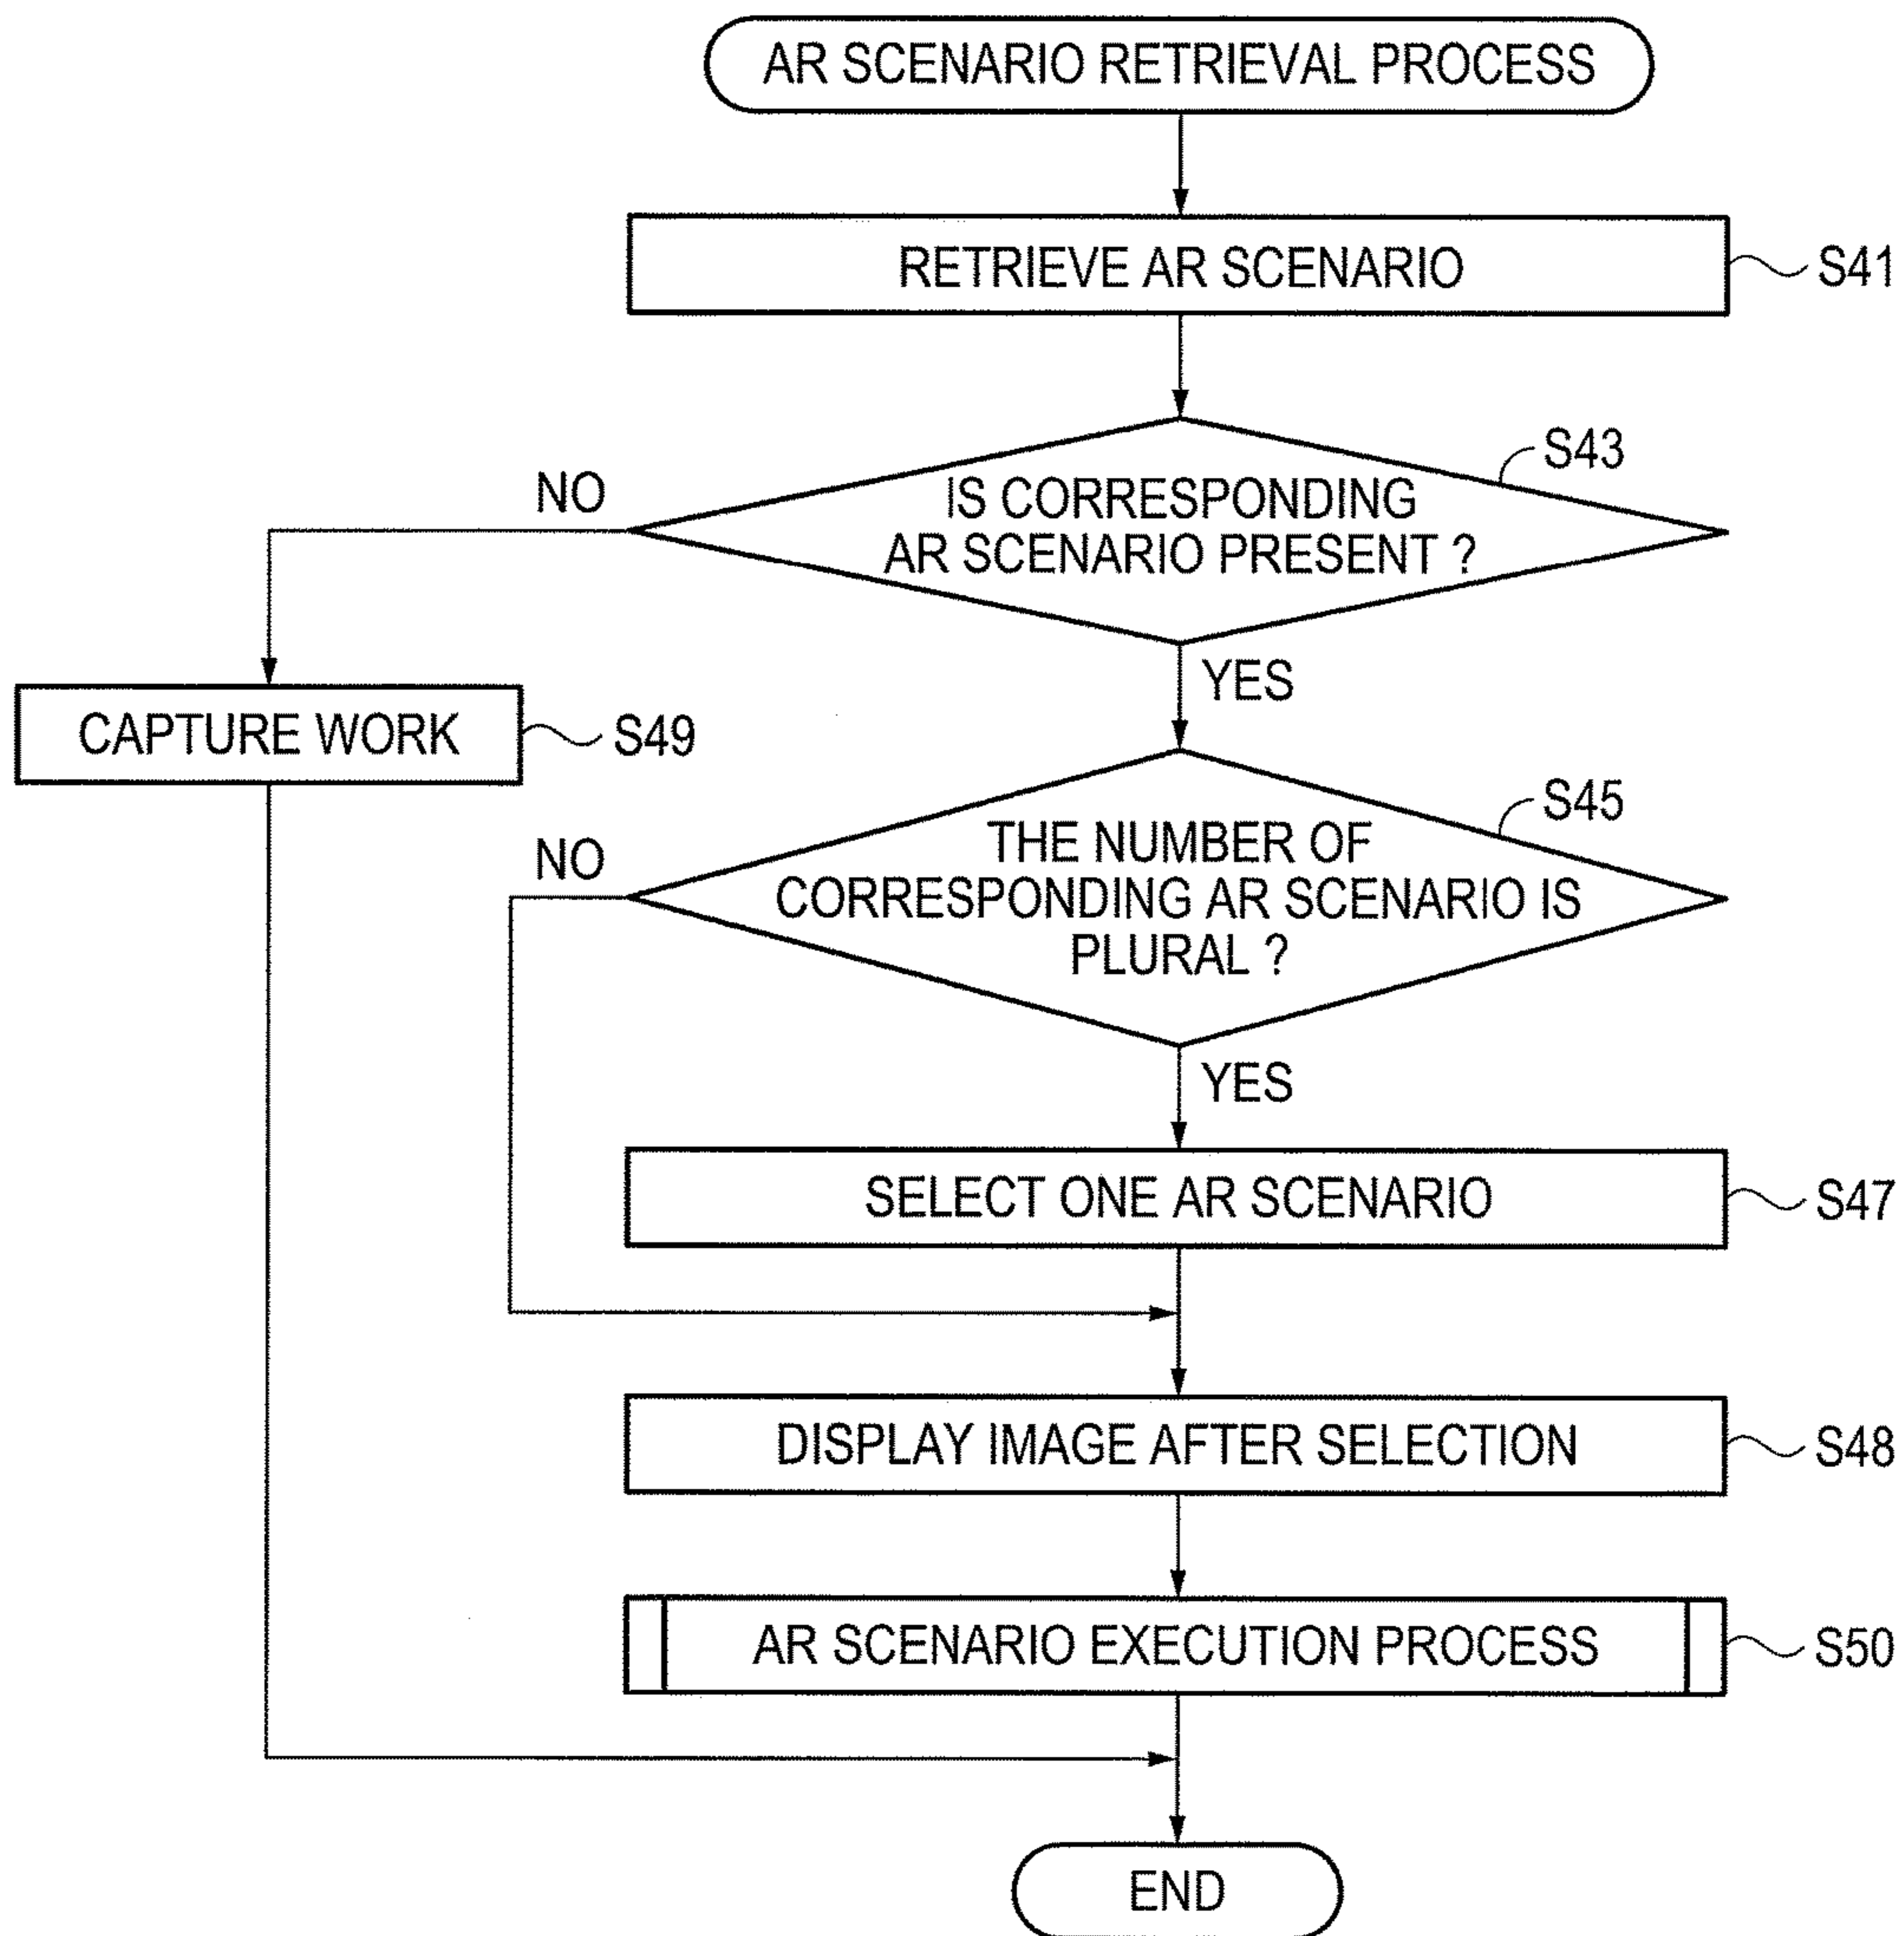 AR SCENARIO RETRIEVAL PROCESS
RETRIEVE AR SCENARIO
S41
S43
NO
IS CORRESPONDING
AR SCENARIO PRESENT ?
YES
CAPTURE WORK
S49
S45
NO
THE NUMBER OF
CORRESPONDING AR SCENARIO IS
PLURAL ?
YES
SELECT ONE AR SCENARIO
S47
DISPLAY IMAGE AFTER SELECTION
S48
AR SCENARIO EXECUTION PROCESS
S50
END